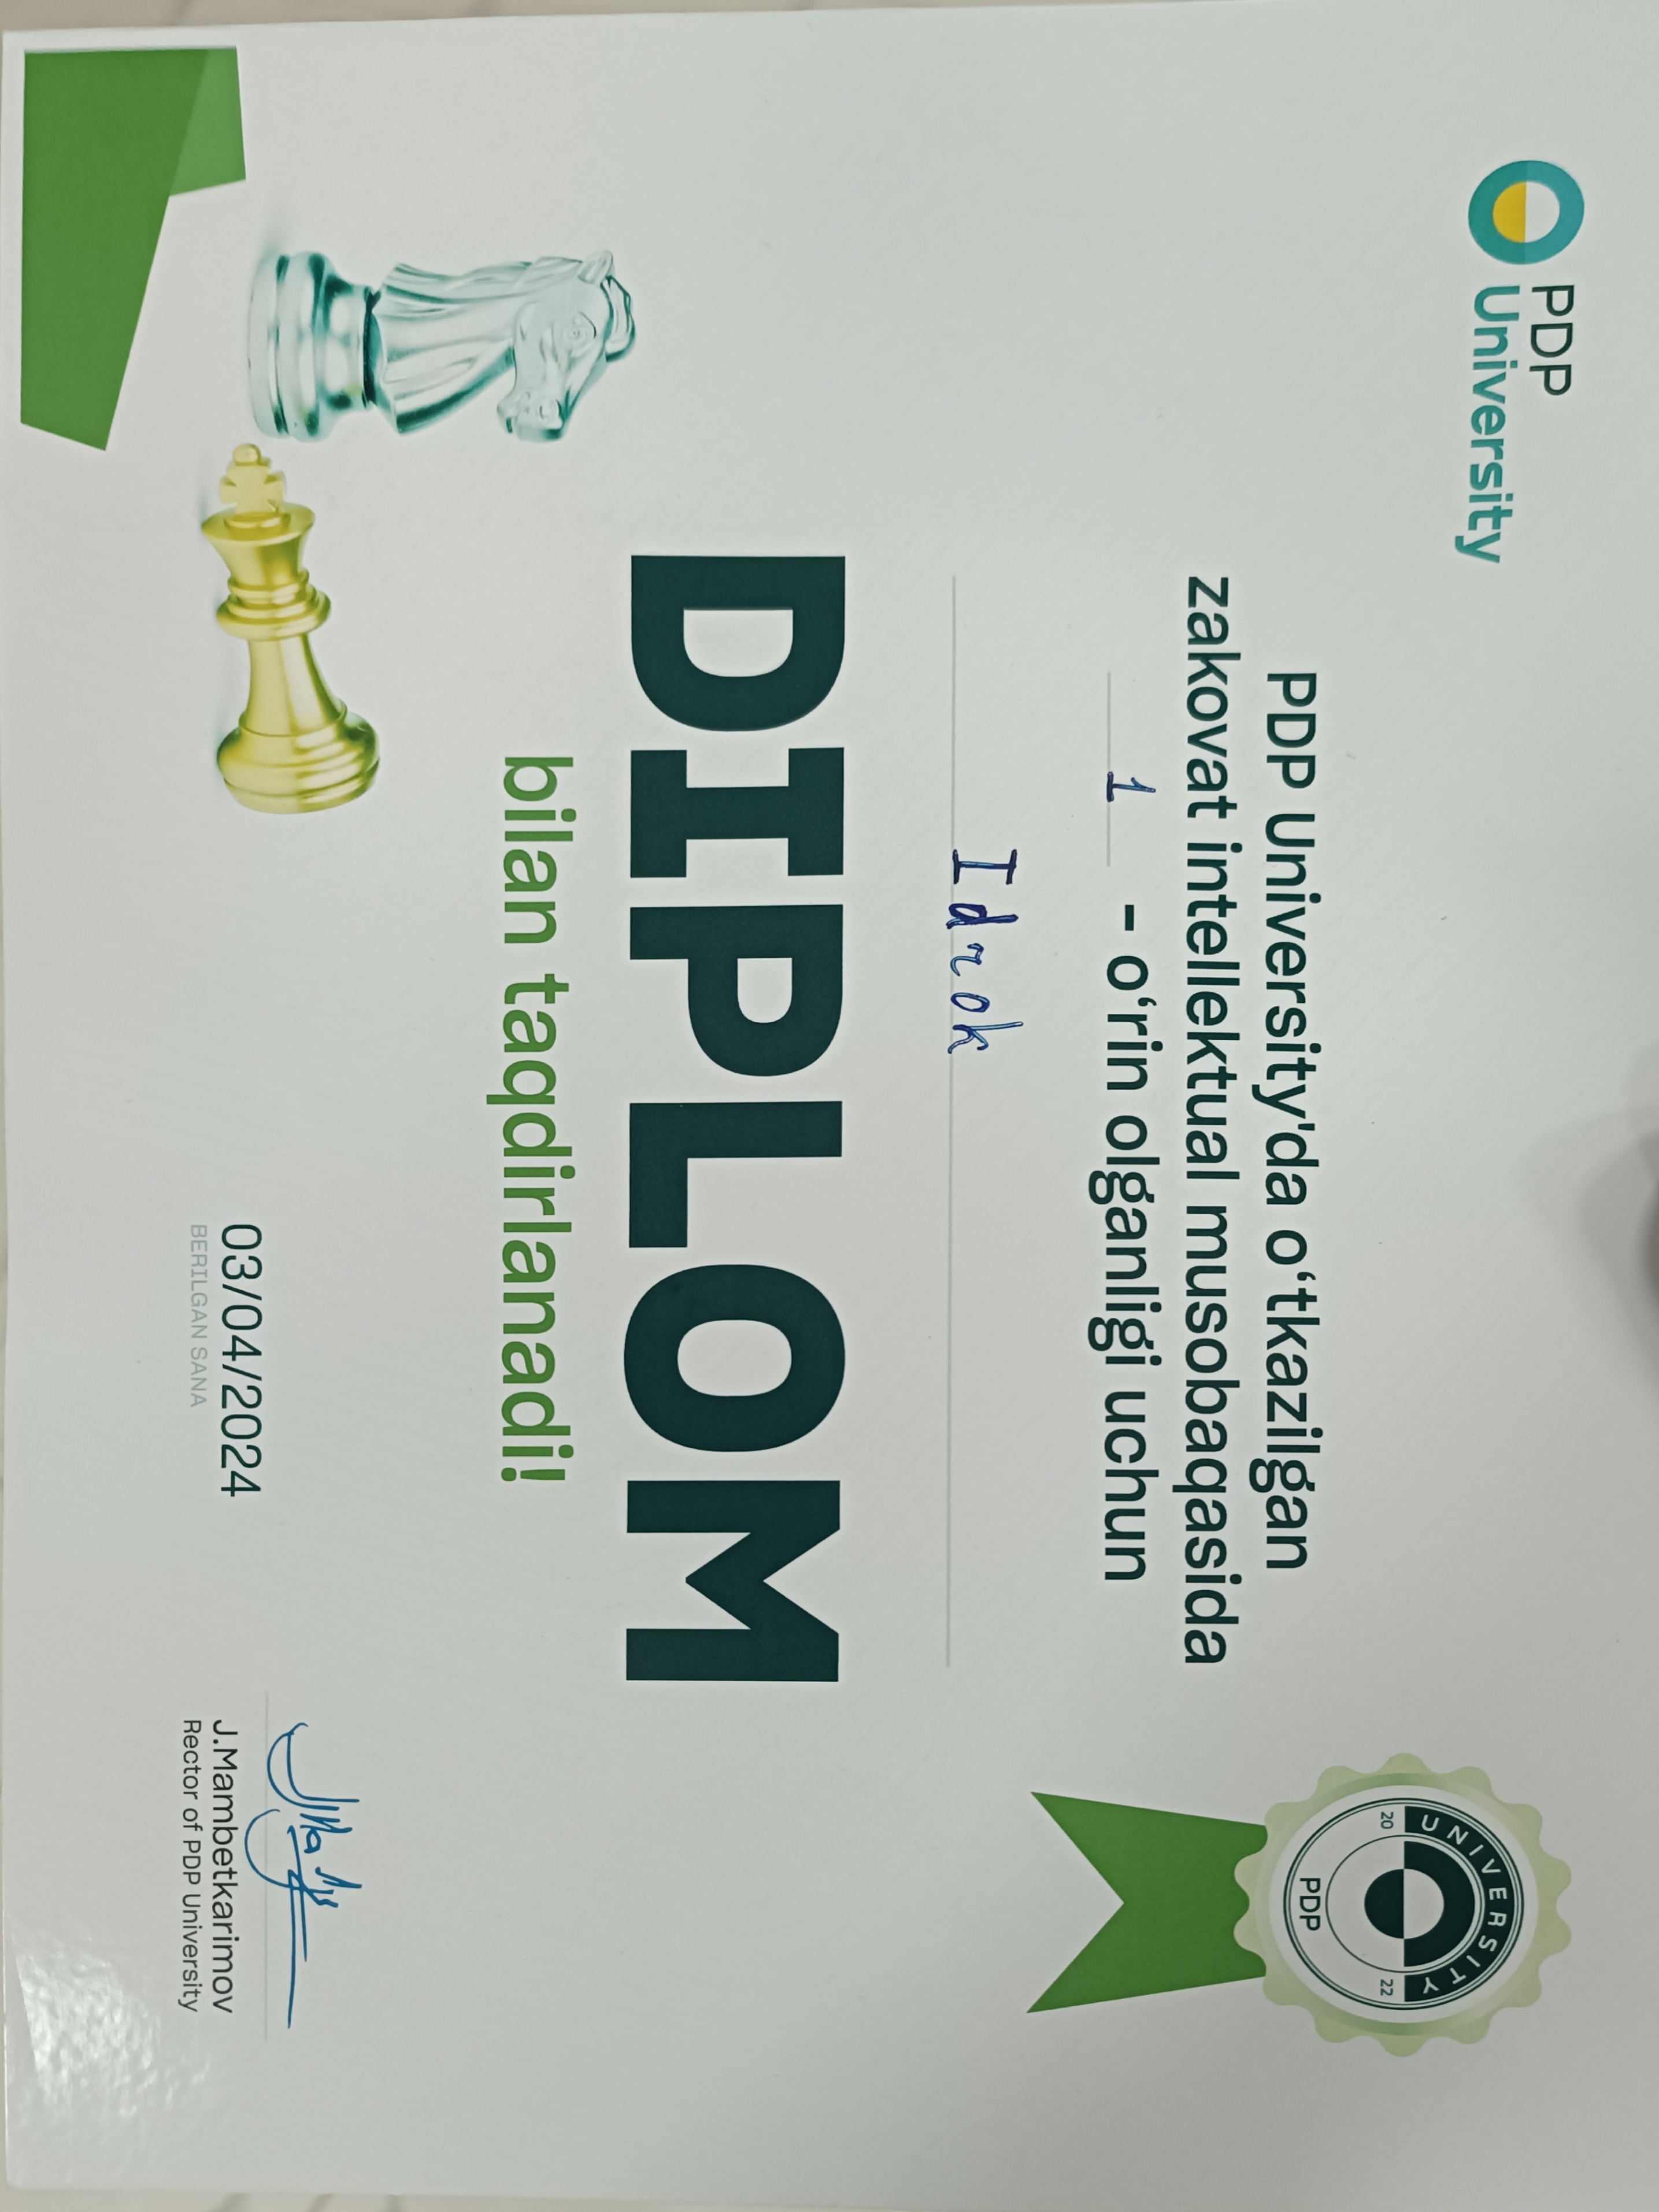 PDP
University
UNIVERSITY
20 22
PDP
PDP University'da o‘tkazilgan
zakovat intellektual musobaqasida
1 - o‘rin olganligi uchun
Idrok
DIPLOM
bilan taqdirlanadi!
03/04/2024
BERILGAN SANA
J.Mambetkarimov
Rector of PDP University